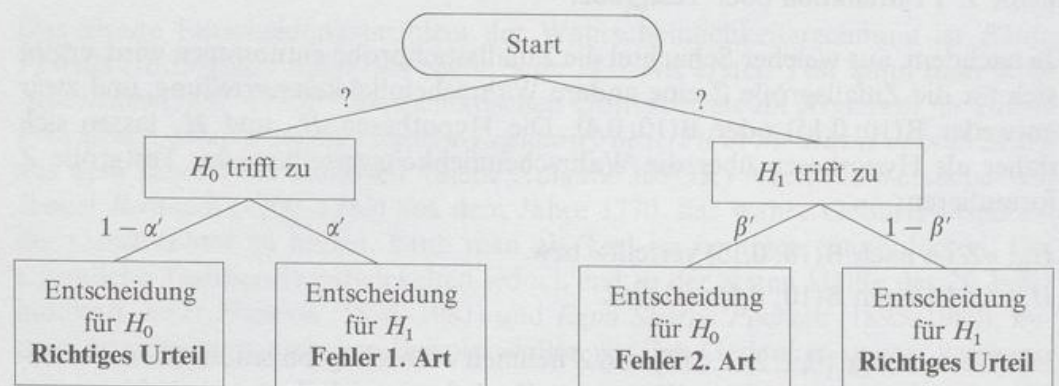 Start
?
?
H₀ trifft zu
H₁ trifft zu
1 − α′
α′
β′
1 − β′
Entscheidung
für H₀
Richtiges Urteil
Entscheidung
für H₁
Fehler 1. Art
Entscheidung
für H₀
Fehler 2. Art
Entscheidung
für H₁
Richtiges Urteil